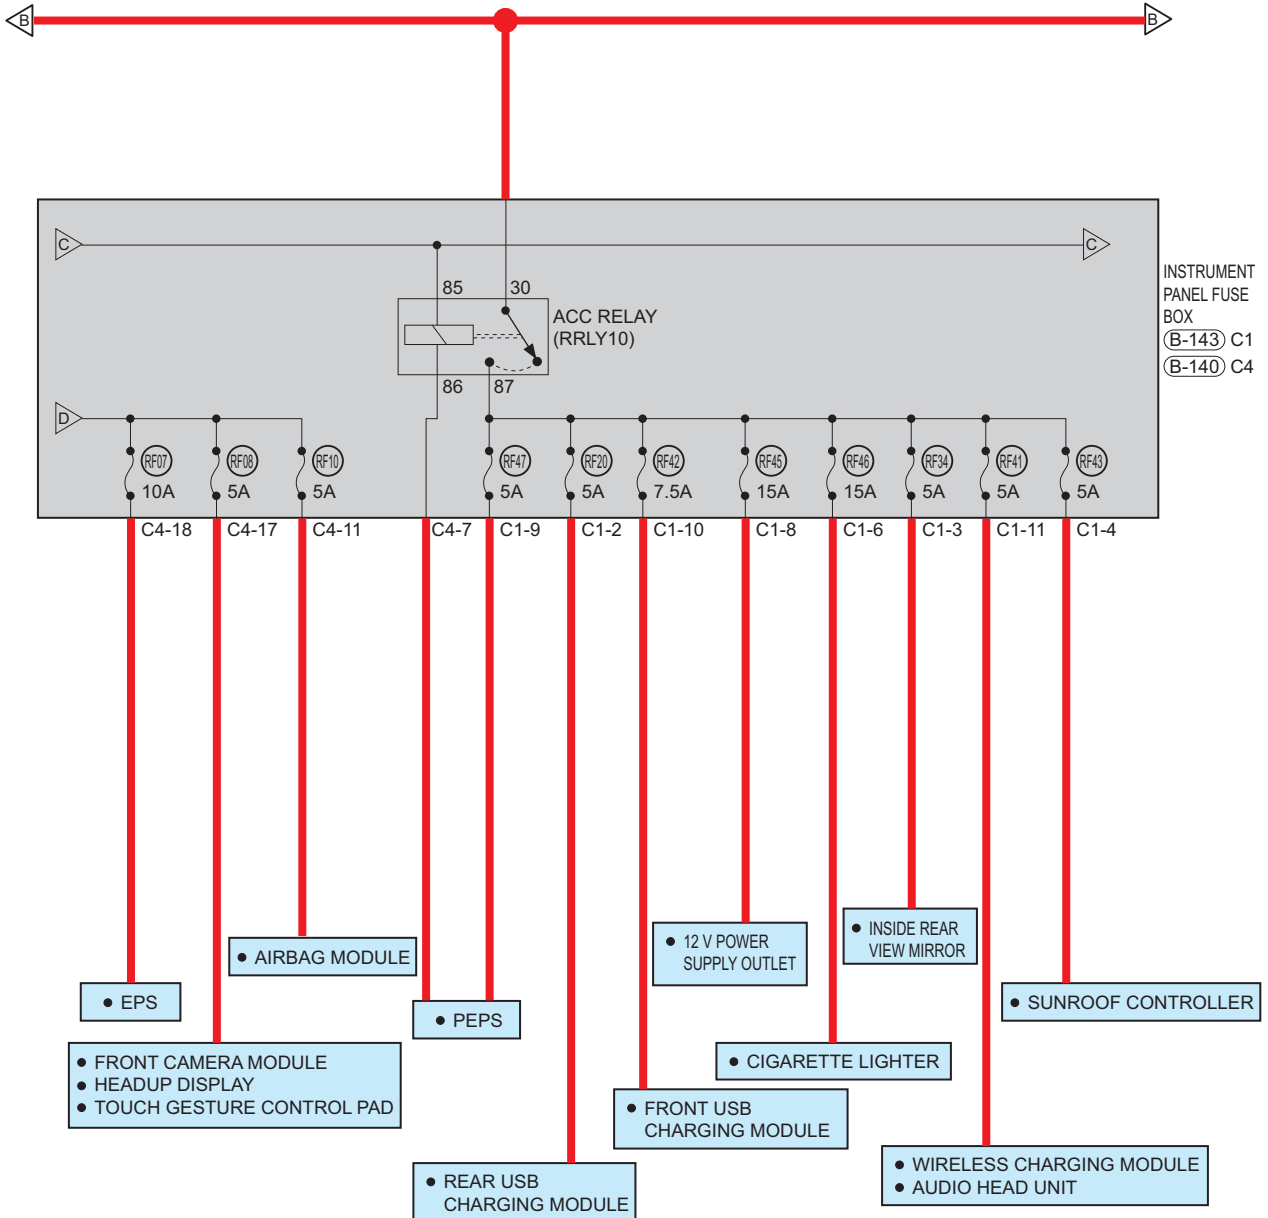 B
B
C
C
85
30
ACC RELAY
(RRLY10)
86
87
INSTRUMENT
PANEL FUSE
BOX
B-143 C1
B-140 C4
D
RF07
RF08
RF10
RF47
RF20
RF42
RF45
RF46
RF34
RF41
RF43
10A
5A
5A
5A
5A
7.5A
15A
15A
5A
5A
5A
C4-18
C4-17
C4-11
C4-7
C1-9
C1-2
C1-10
C1-8
C1-6
C1-3
C1-11
C1-4
• AIRBAG MODULE
• 12 V POWER
SUPPLY OUTLET
• INSIDE REAR
VIEW MIRROR
• EPS
• PEPS
• SUNROOF CONTROLLER
• FRONT CAMERA MODULE
• HEADUP DISPLAY
• TOUCH GESTURE CONTROL PAD
• CIGARETTE LIGHTER
• FRONT USB
CHARGING MODULE
• REAR USB
CHARGING MODULE
• WIRELESS CHARGING MODULE
• AUDIO HEAD UNIT